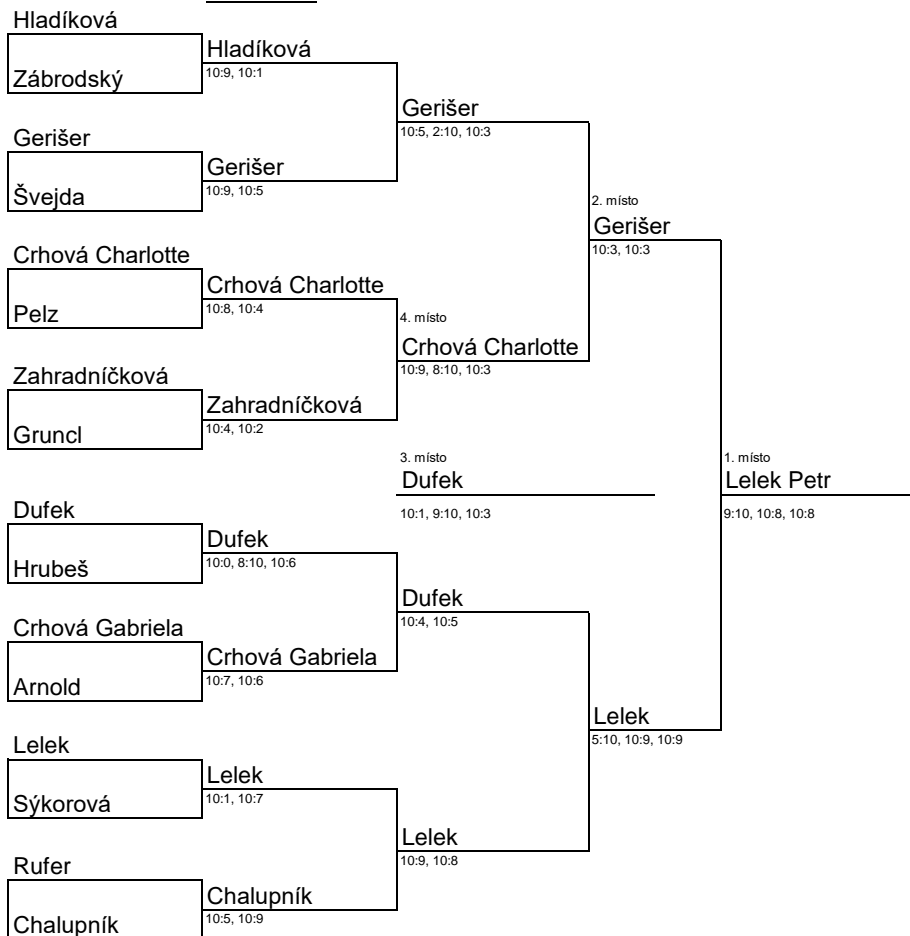 Hladíková
Hladíková
10:9, 10:1
Zábrodský
Gerišer
10:5, 2:10, 10:3
Gerišer
Gerišer
10:9, 10:5
Švejda
2. místo
Gerišer
10:3, 10:3
Crhová Charlotte
Crhová Charlotte
10:8, 10:4
Pelz
4. místo
Crhová Charlotte
10:9, 8:10, 10:3
Zahradníčková
Zahradníčková
10:4, 10:2
Gruncl
3. místo
Dufek
10:1, 9:10, 10:3
1. místo
Lelek Petr
9:10, 10:8, 10:8
Dufek
Dufek
10:0, 8:10, 10:6
Hrubeš
Dufek
10:4, 10:5
Crhová Gabriela
Crhová Gabriela
10:7, 10:6
Arnold
Lelek
5:10, 10:9, 10:9
Lelek
Lelek
10:1, 10:7
Sýkorová
Lelek
10:9, 10:8
Rufer
Chalupník
10:5, 10:9
Chalupník